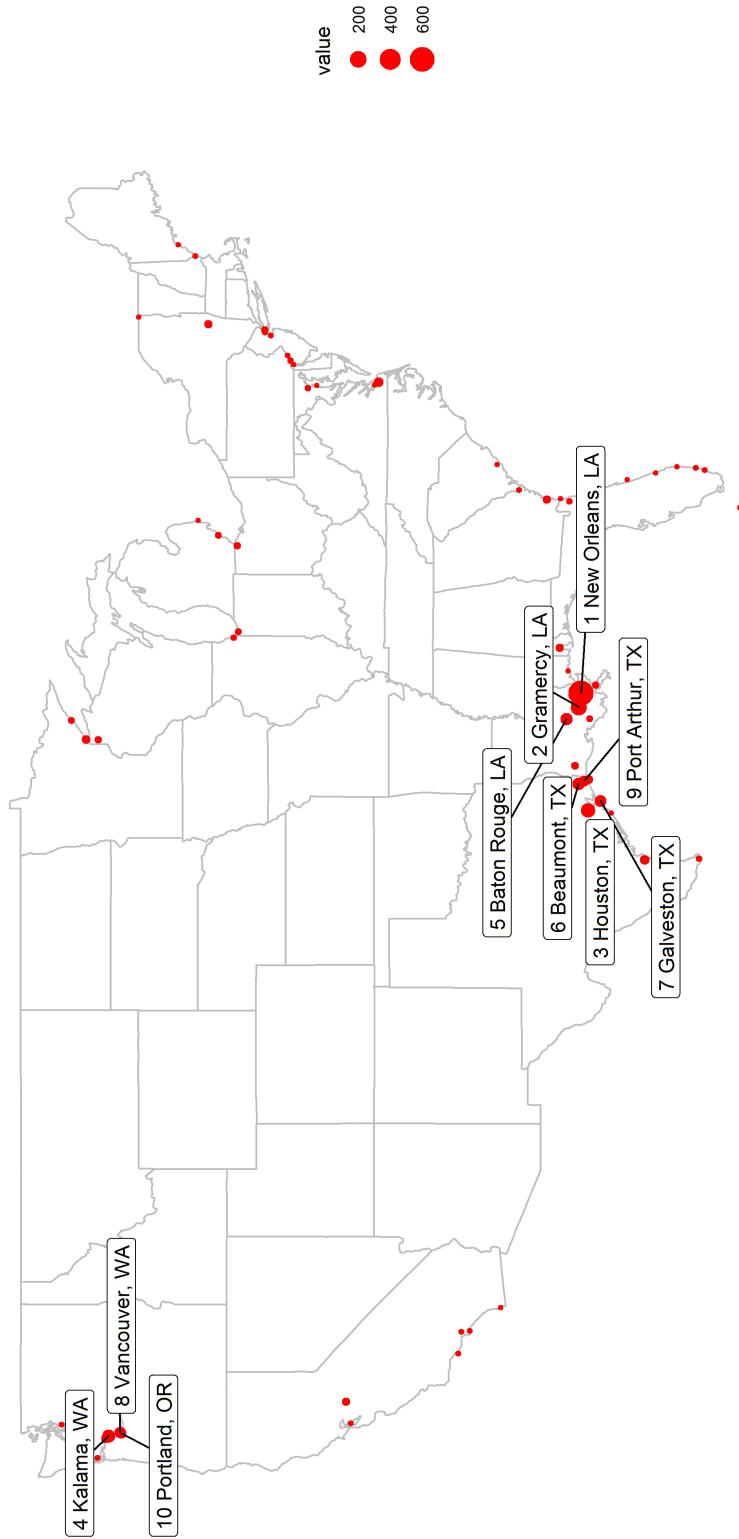 4 Kalama, WA
8 Vancouver, WA
10 Portland, OR
5 Baton Rouge, LA
2 Gramercy, LA
1 New Orleans, LA
6 Beaumont, TX
3 Houston, TX
9 Port Arthur, TX
7 Galveston, TX
value
200
400
600